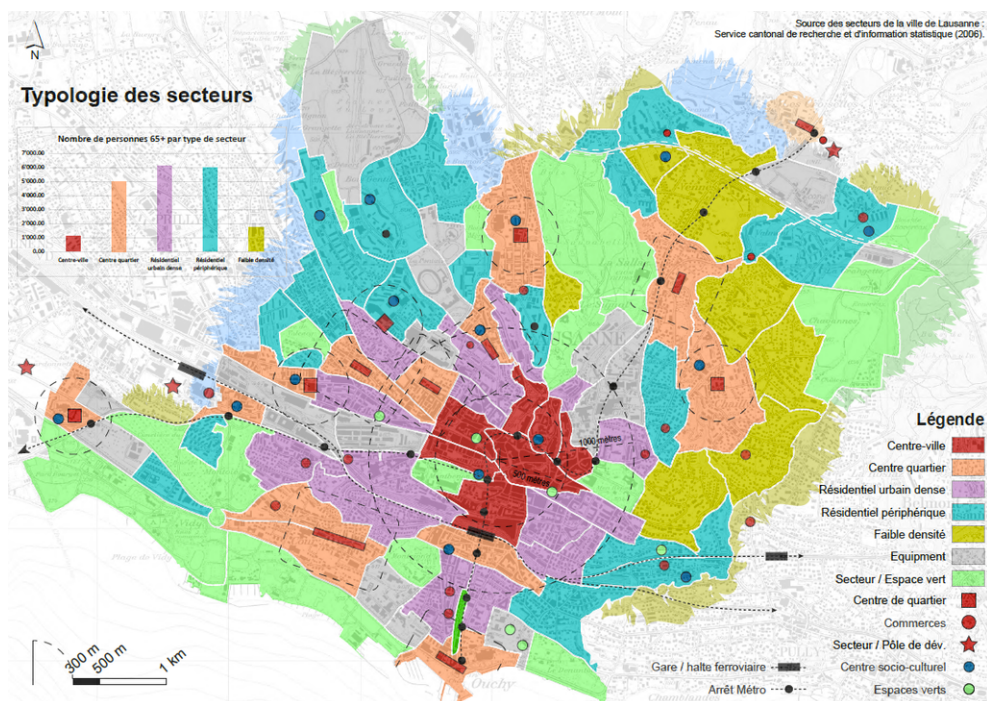 Source des secteurs de la ville de Lausanne :
Service cantonal de recherche et d'information statistique (2006).
N
Typologie des secteurs
Nombre de personnes 65+ par type de secteur
7'000.00
6'000.00
5'000.00
4'000.00
3'000.00
2'000.00
1'000.00
0.00
Centre-ville
Centre quartier
Résidentiel
urbain dense
Résidentiel
périphérique
Faible densité
1000 mètres
500 mètres
Légende
Centre-ville
Centre quartier
Résidentiel urbain dense
Résidentiel périphérique
Faible densité
Equipment
Secteur / Espace vert
Centre de quartier
Commerces
Secteur / Pôle de dév.
Gare / halte ferroviaire
Centre socio-culturel
Arrêt Métro
Espaces verts
300 m
500 m
1 km
Ouchy